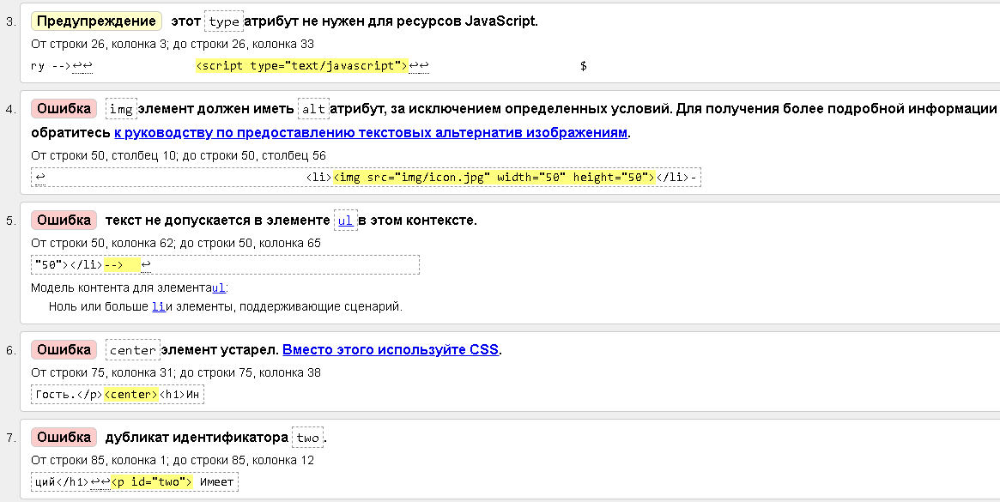 3. Предупреждение этот type атрибут не нужен для ресурсов JavaScript.
От строки 26, колонка 3; до строки 26, колонка 33
ry -->↩↩ <script type="text/javascript">↩↩ $
4. Ошибка img элемент должен иметь alt атрибут, за исключением определенных условий. Для получения более подробной информации
обратитесь к руководству по предоставлению текстовых альтернатив изображениям.
От строки 50, столбец 10; до строки 50, столбец 56
↩ <li><img src="img/icon.jpg" width="50" height="50"></li>-
5. Ошибка текст не допускается в элементе ul в этом контексте.
От строки 50, колонка 62; до строки 50, колонка 65
"50"></li>--> ↩
Модель контента для элементаul:
Ноль или больше liи элементы, поддерживающие сценарий.
6. Ошибка center элемент устарел. Вместо этого используйте CSS.
От строки 75, колонка 31; до строки 75, колонка 38
Гость.</p><center><h1>Ин
7. Ошибка дубликат идентификатора two.
От строки 85, колонка 1; до строки 85, колонка 12
ций</h1>↩↩<p id="two"> Имеет